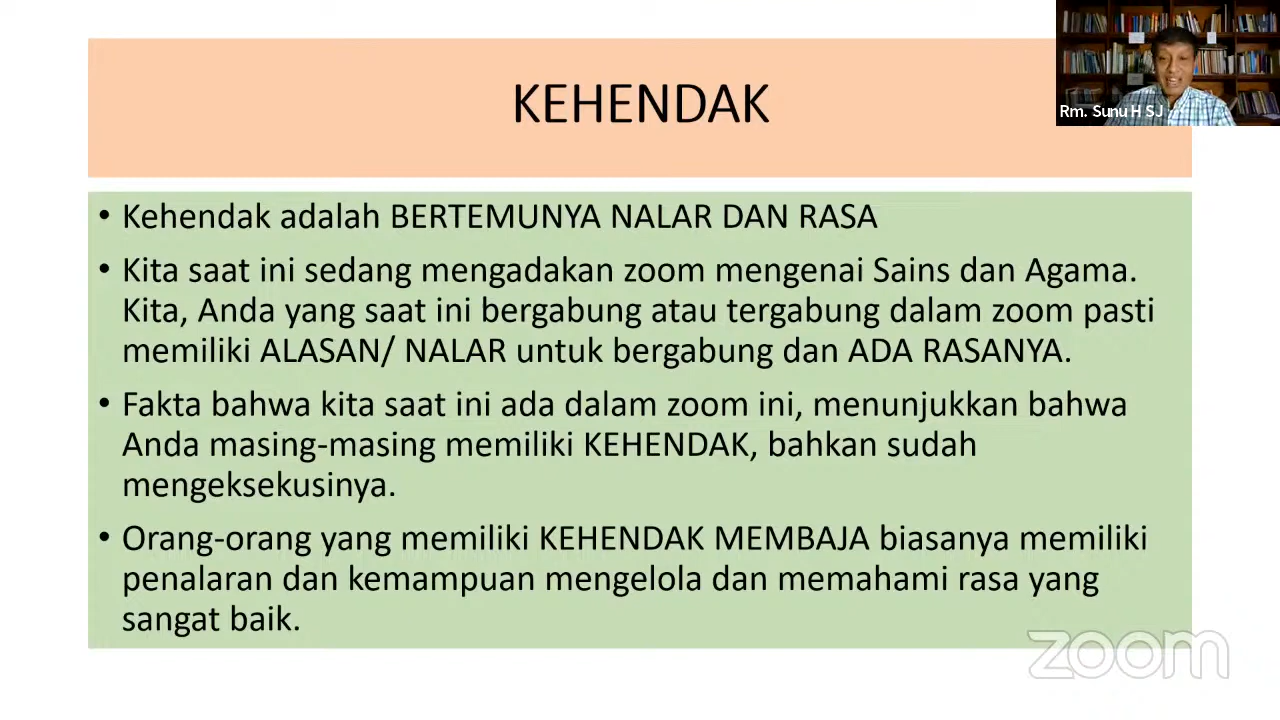 KEHENDAK
Rm. Sunu H SJ
• Kehendak adalah BERTEMUNYA NALAR DAN RASA
• Kita saat ini sedang mengadakan zoom mengenai Sains dan Agama.
Kita, Anda yang saat ini bergabung atau tergabung dalam zoom pasti
memiliki ALASAN/ NALAR untuk bergabung dan ADA RASANYA.
• Fakta bahwa kita saat ini ada dalam zoom ini, menunjukkan bahwa
Anda masing-masing memiliki KEHENDAK, bahkan sudah
mengeksekusinya.
• Orang-orang yang memiliki KEHENDAK MEMBAJA biasanya memiliki
penalaran dan kemampuan mengelola dan memahami rasa yang
sangat baik.
zoom